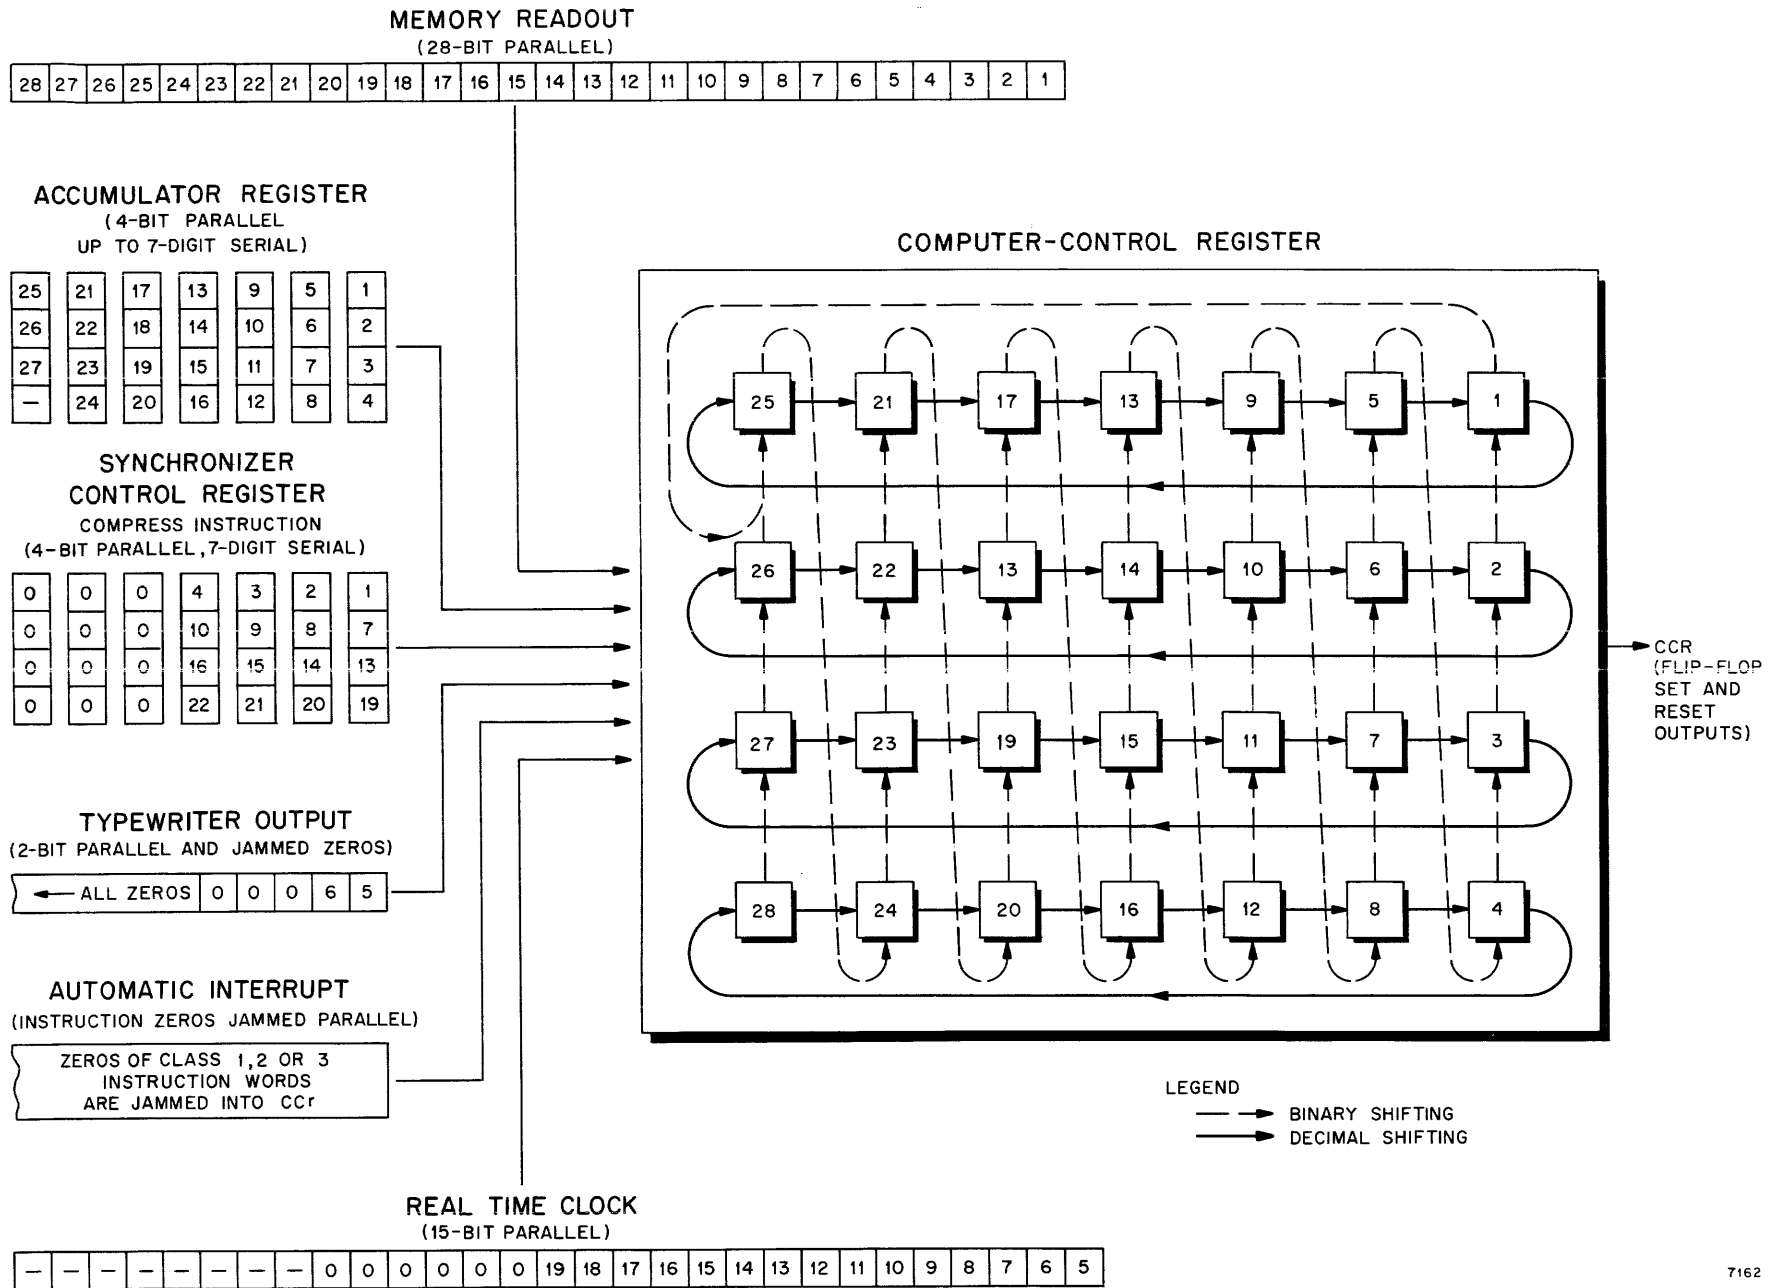 MEMORY READOUT
(28-BIT PARALLEL)
28 27 26 25 24 23 22 21 20 19 18 17 16 15 14 13 12 11 10 9 8 7 6 5 4 3 2 1
ACCUMULATOR REGISTER
(4-BIT PARALLEL
UP TO 7-DIGIT SERIAL)
25 21 17 13 9 5 1
26 22 18 14 10 6 2
27 23 19 15 11 7 3
— 24 20 16 12 8 4
SYNCHRONIZER
CONTROL REGISTER
COMPRESS INSTRUCTION
(4-BIT PARALLEL, 7-DIGIT SERIAL)
0 0 0 4 3 2 1
0 0 0 10 9 8 7
0 0 0 16 15 14 13
0 0 0 22 21 20 19
TYPEWRITER OUTPUT
(2-BIT PARALLEL AND JAMMED ZEROS)
ALL ZEROS 0 0 0 6 5
AUTOMATIC INTERRUPT
(INSTRUCTION ZEROS JAMMED PARALLEL)
ZEROS OF CLASS 1,2 OR 3
INSTRUCTION WORDS
ARE JAMMED INTO CCr
COMPUTER-CONTROL REGISTER
25 21 17 13 9 5 1
26 22 13 14 10 6 2
27 23 19 15 11 7 3
28 24 20 16 12 8 4
CCR
(FLIP-FLOP
SET AND
RESET
OUTPUTS)
LEGEND
BINARY SHIFTING
DECIMAL SHIFTING
REAL TIME CLOCK
(15-BIT PARALLEL)
— — — — — — — — 0 0 0 0 0 0 19 18 17 16 15 14 13 12 11 10 9 8 7 6 5
7162